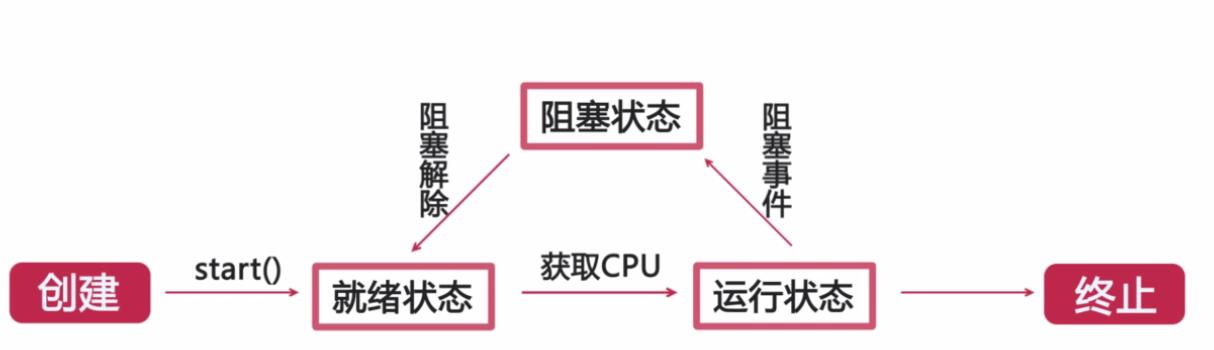 阻塞状态
阻塞解除
阻塞事件
创建
start()
就绪状态
获取CPU
运行状态
终止